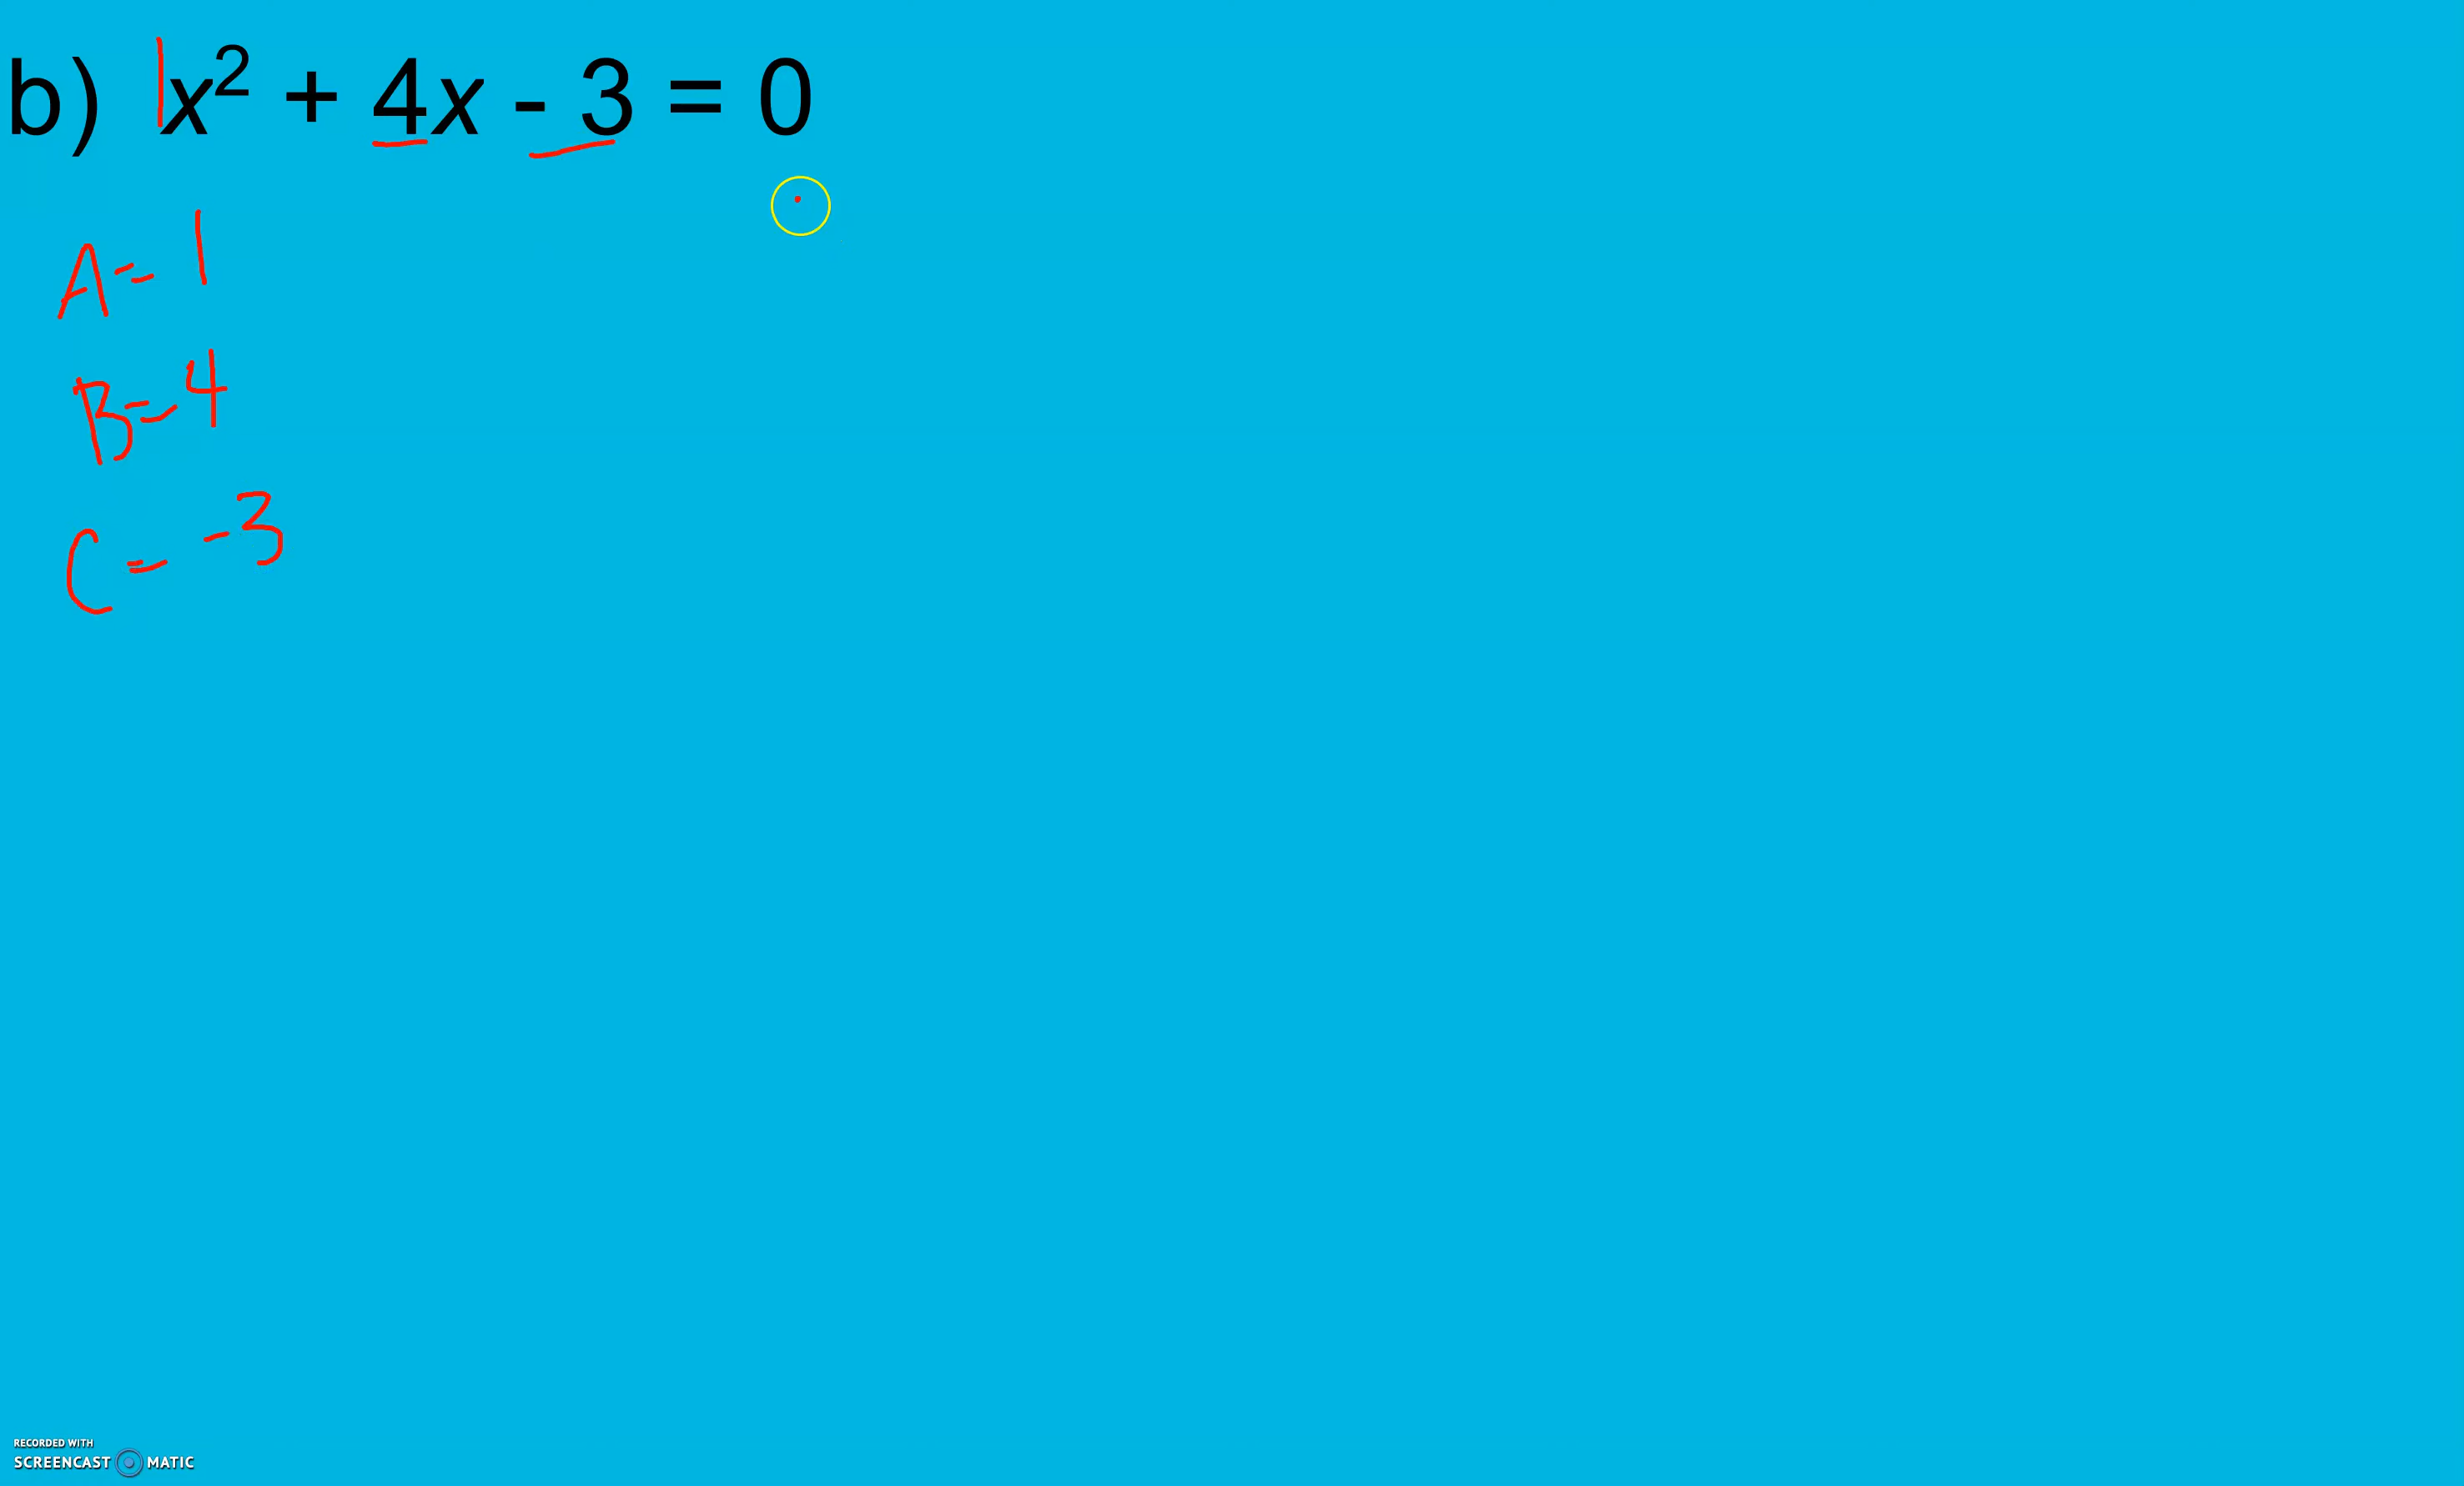 b) 1x² + 4x - 3 = 0
A = 1
B = 4
C = -3
RECORDED WITH
SCREENCAST MATIC